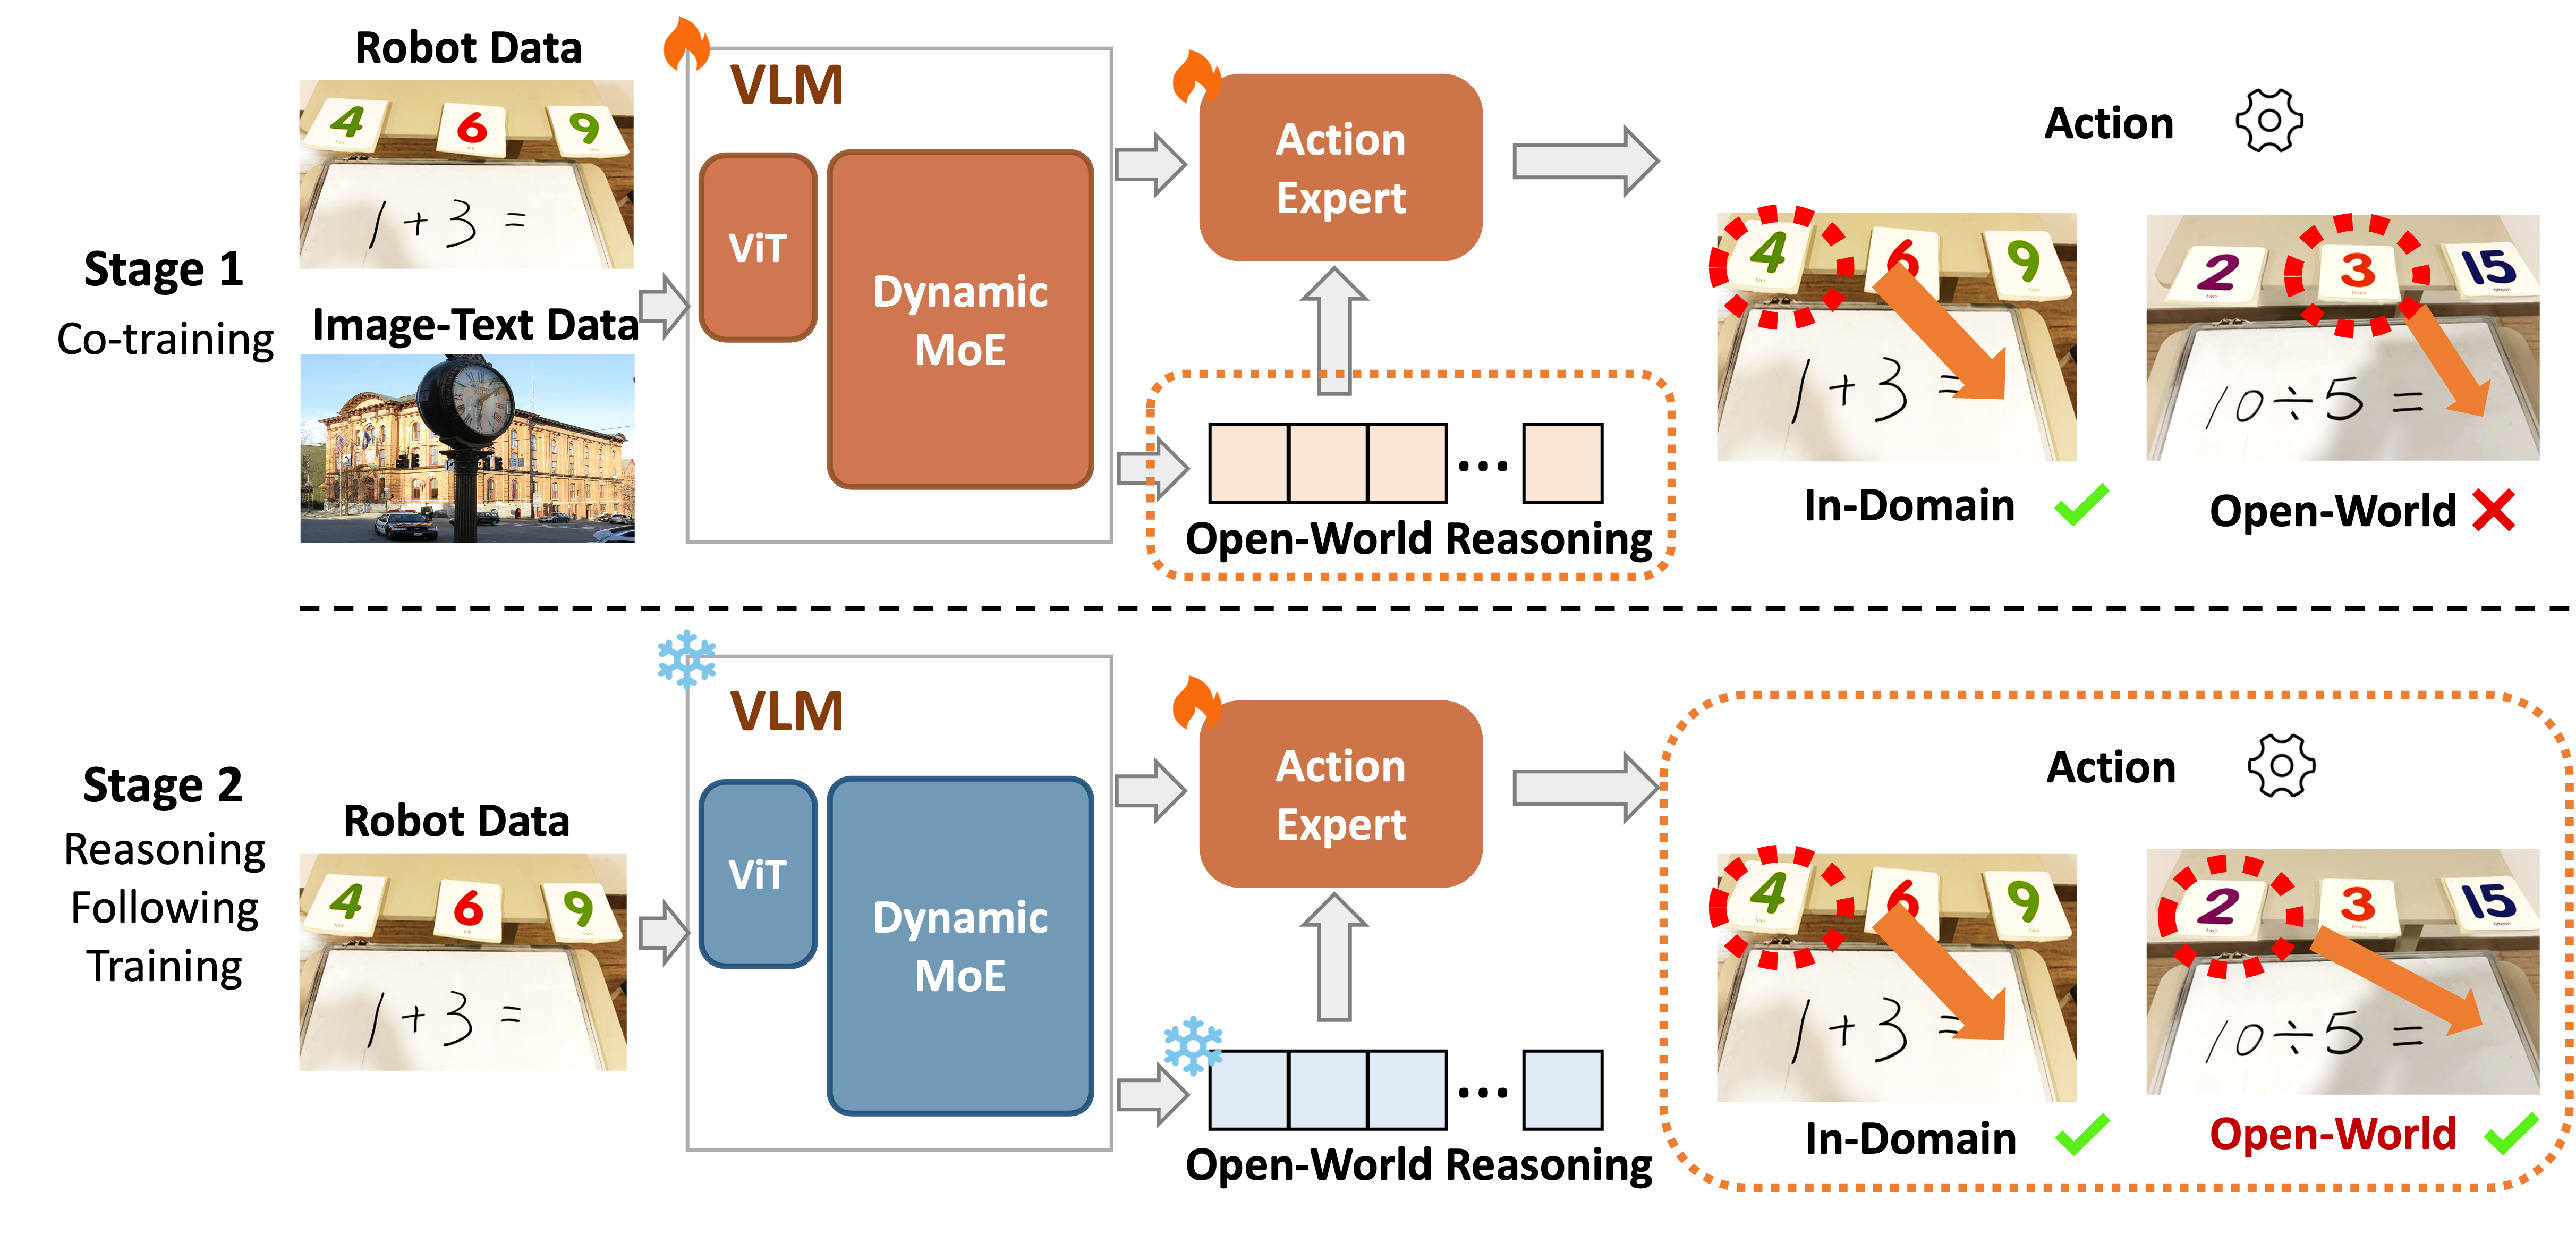 Robot Data
4 6 9
1 + 3 =
Stage 1
Co-training
Image-Text Data
VLM
ViT
Dynamic
MoE
Action
Expert
Open-World Reasoning
Action
4 6 9
1 + 3 =
In-Domain
2 3 15
10 ÷ 5 =
Open-World
Stage 2
Reasoning
Following
Training
Robot Data
4 6 9
1 + 3 =
VLM
ViT
Dynamic
MoE
Action
Expert
Open-World Reasoning
Action
4 6 9
1 + 3 =
In-Domain
2 3 15
10 ÷ 5 =
Open-World